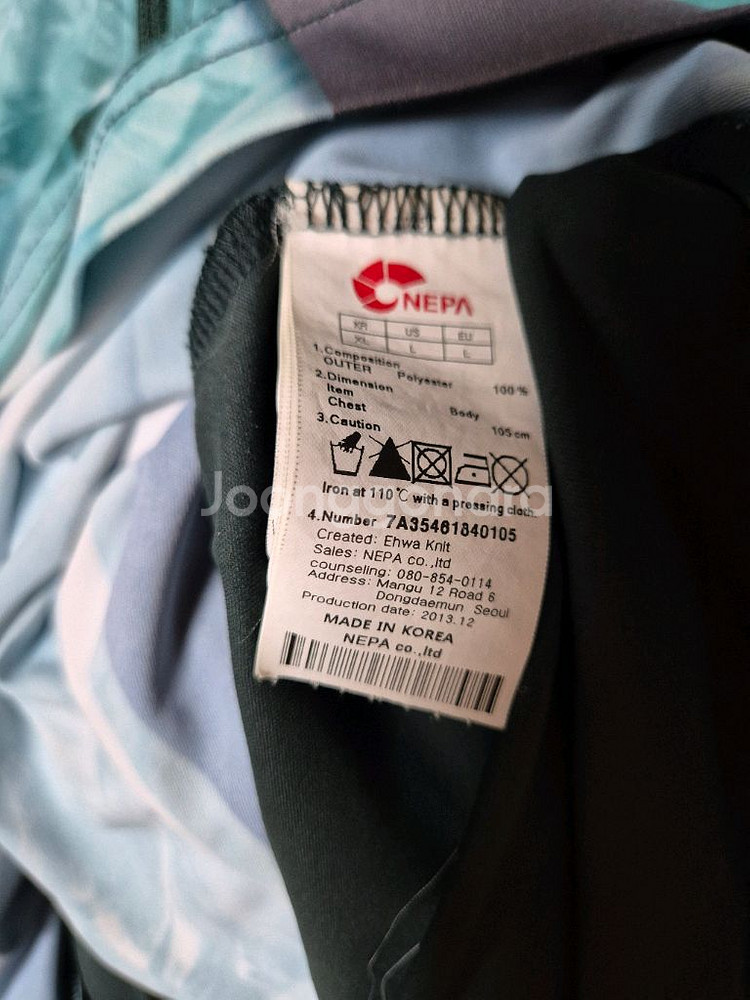 NEPA
KR US EU
XL L L
1.Composition
OUTER Polyester 100%
2.Dimension
Item Body
Chest 105cm
3.Caution
Iron at 110℃ with a pressing cloth.
4.Number 7A35461840105
Created: Ehwa Knit
Sales: NEPA co.,ltd
counseling: 080-854-0114
Address: Mangu 12 Road 6
Dongdaemun Seoul
Production date: 2013.12
MADE IN KOREA
NEPA co.,ltd
Joonggonara